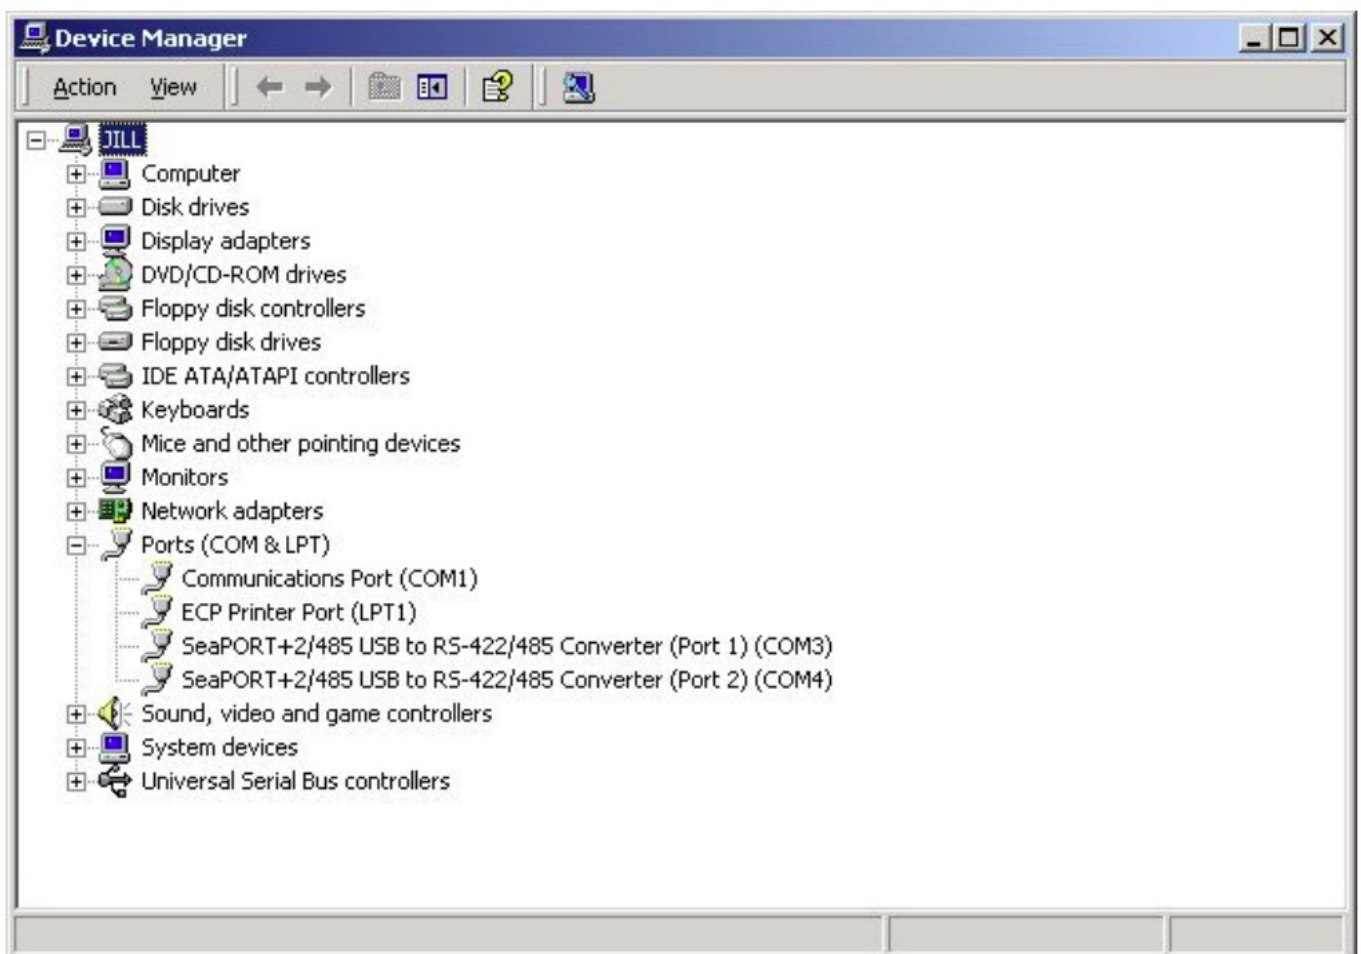 Device Manager
Action View
JILL
Computer
Disk drives
Display adapters
DVD/CD-ROM drives
Floppy disk controllers
Floppy disk drives
IDE ATA/ATAPI controllers
Keyboards
Mice and other pointing devices
Monitors
Network adapters
Ports (COM & LPT)
Communications Port (COM1)
ECP Printer Port (LPT1)
SeaPORT+2/485 USB to RS-422/485 Converter (Port 1) (COM3)
SeaPORT+2/485 USB to RS-422/485 Converter (Port 2) (COM4)
Sound, video and game controllers
System devices
Universal Serial Bus controllers